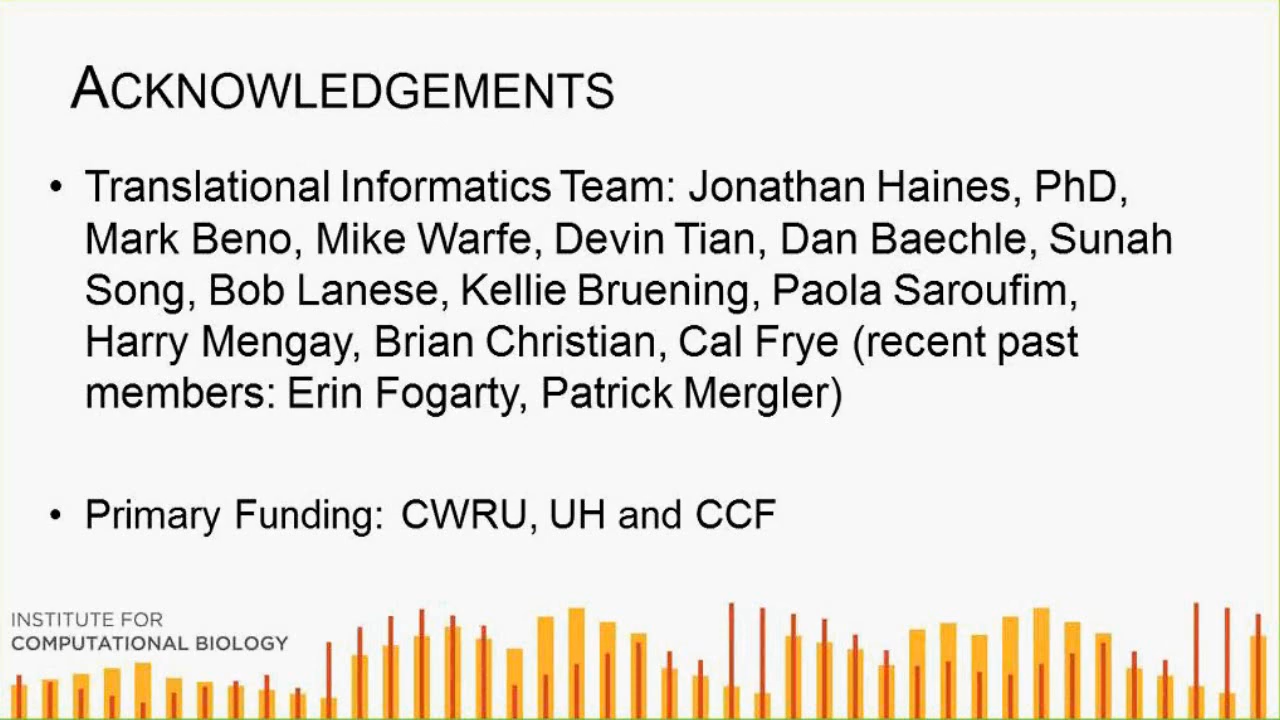 ACKNOWLEDGEMENTS
• Translational Informatics Team: Jonathan Haines, PhD,
Mark Beno, Mike Warfe, Devin Tian, Dan Baechle, Sunah
Song, Bob Lanese, Kellie Bruening, Paola Saroufim,
Harry Mengay, Brian Christian, Cal Frye (recent past
members: Erin Fogarty, Patrick Mergler)
• Primary Funding: CWRU, UH and CCF
INSTITUTE FOR
COMPUTATIONAL BIOLOGY